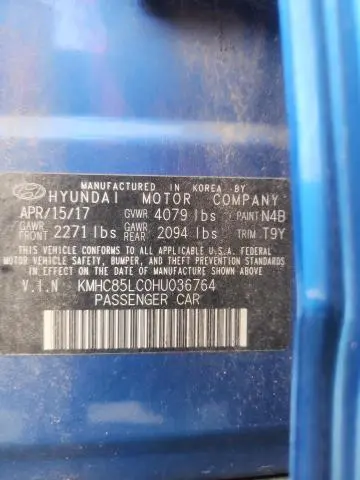 MANUFACTURED IN KOREA BY
HYUNDAI MOTOR COMPANY
APR/15/17 GVWR 4079 lbs PAINT N4B
GAWR FRONT 2271 lbs GAWR REAR 2094 lbs TRIM T9Y
THIS VEHICLE CONFORMS TO ALL APPLICABLE U.S.A. FEDERAL
MOTOR VEHICLE SAFETY, BUMPER, AND THEFT PREVENTION
STANDARDS IN EFFECT ON THE DATE OF MANUFACTURE SHOWN ABOVE.
V.I.N KMHC85LC0HU036764
PASSENGER CAR